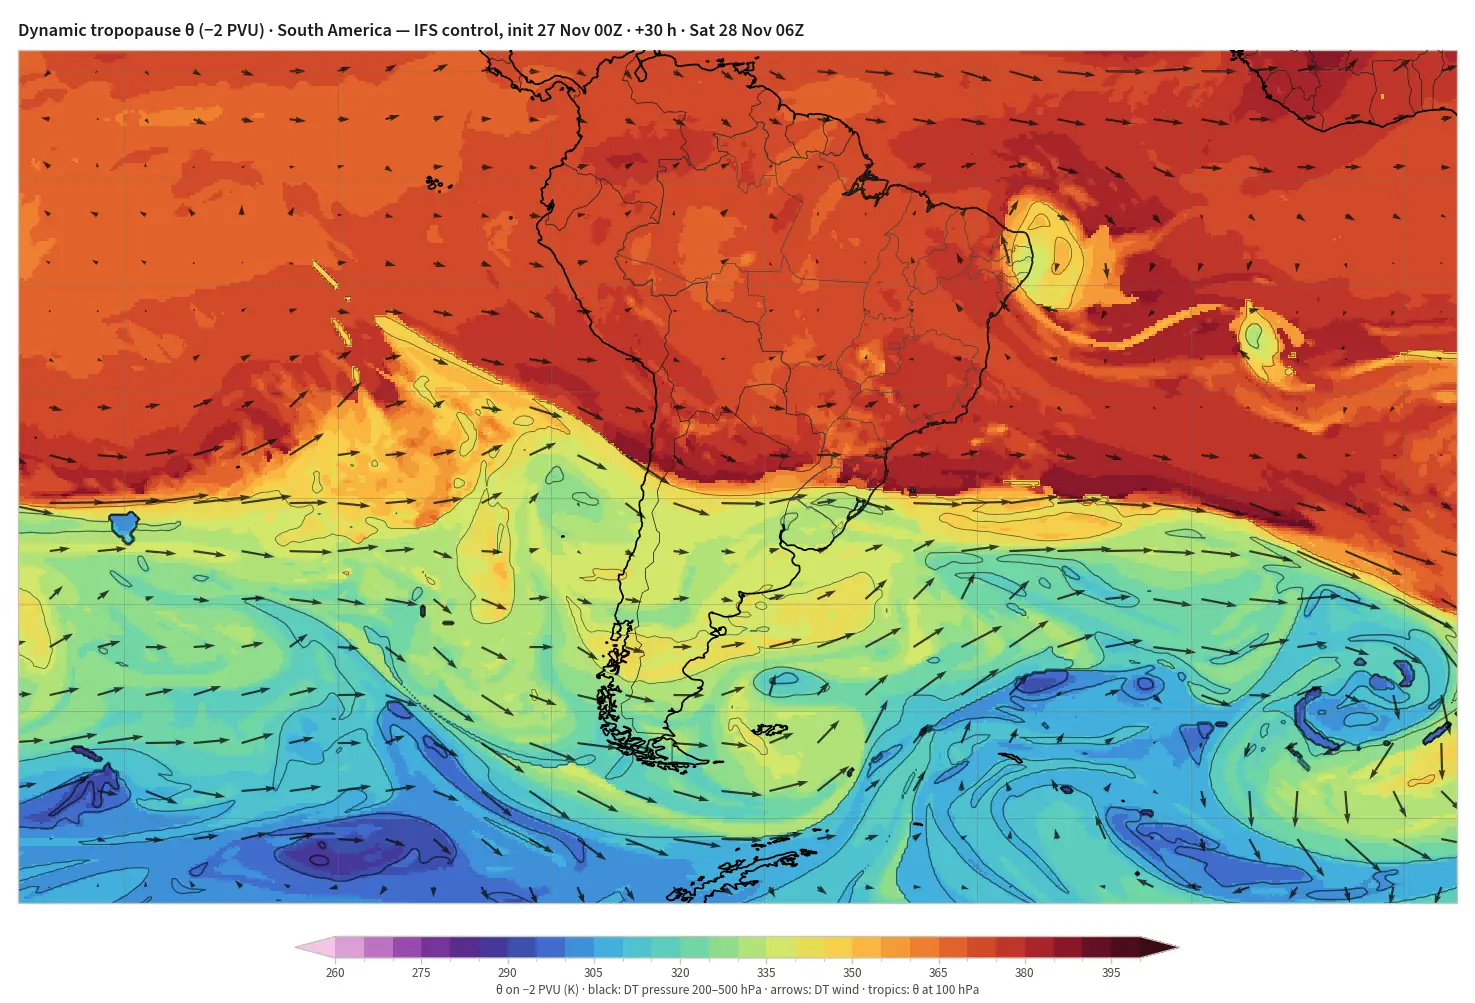 Dynamic tropopause θ (−2 PVU) · South America — IFS control, init 27 Nov 00Z · +30 h · Sat 28 Nov 06Z
260 275 290 305 320 335 350 365 380 395
θ on −2 PVU (K) · black: DT pressure 200–500 hPa · arrows: DT wind · tropics: θ at 100 hPa